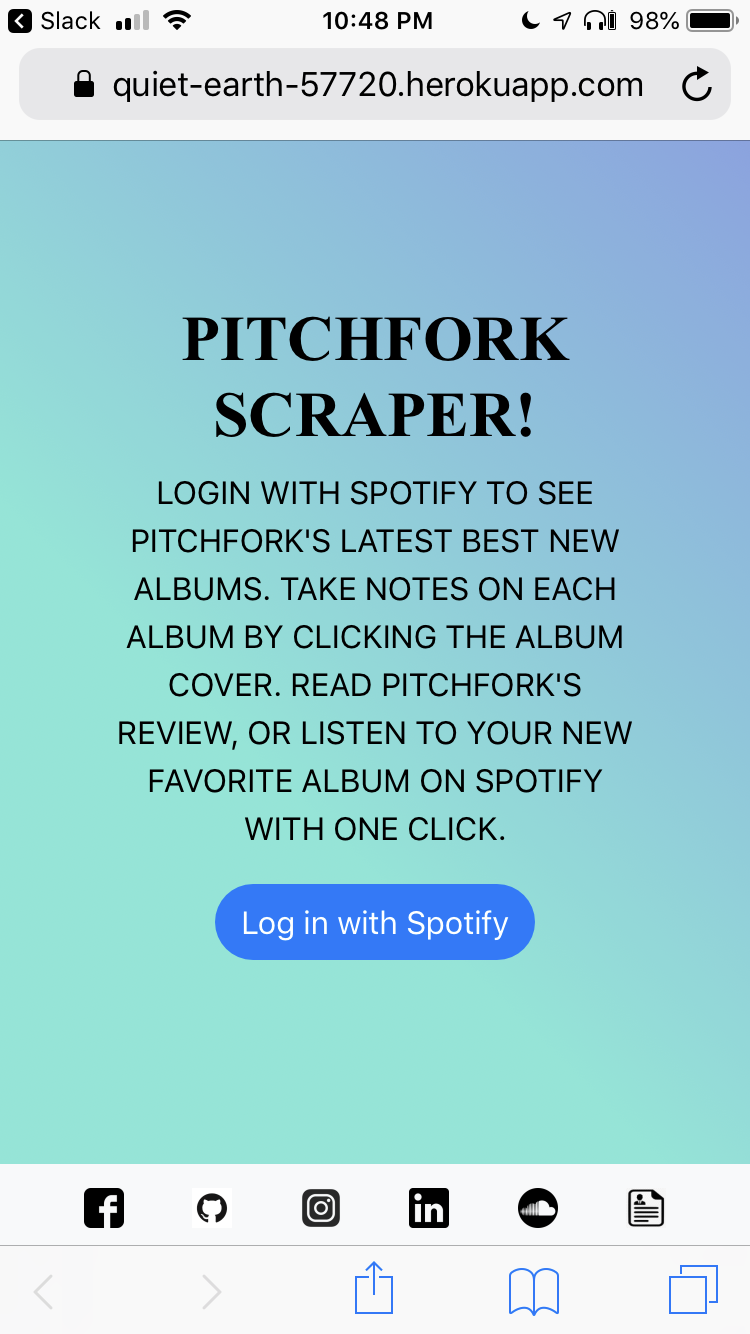 Slack 10:48 PM 98%
quiet-earth-57720.herokuapp.com
PITCHFORK
SCRAPER!
LOGIN WITH SPOTIFY TO SEE
PITCHFORK'S LATEST BEST NEW
ALBUMS. TAKE NOTES ON EACH
ALBUM BY CLICKING THE ALBUM
COVER. READ PITCHFORK'S
REVIEW, OR LISTEN TO YOUR NEW
FAVORITE ALBUM ON SPOTIFY
WITH ONE CLICK.
Log in with Spotify